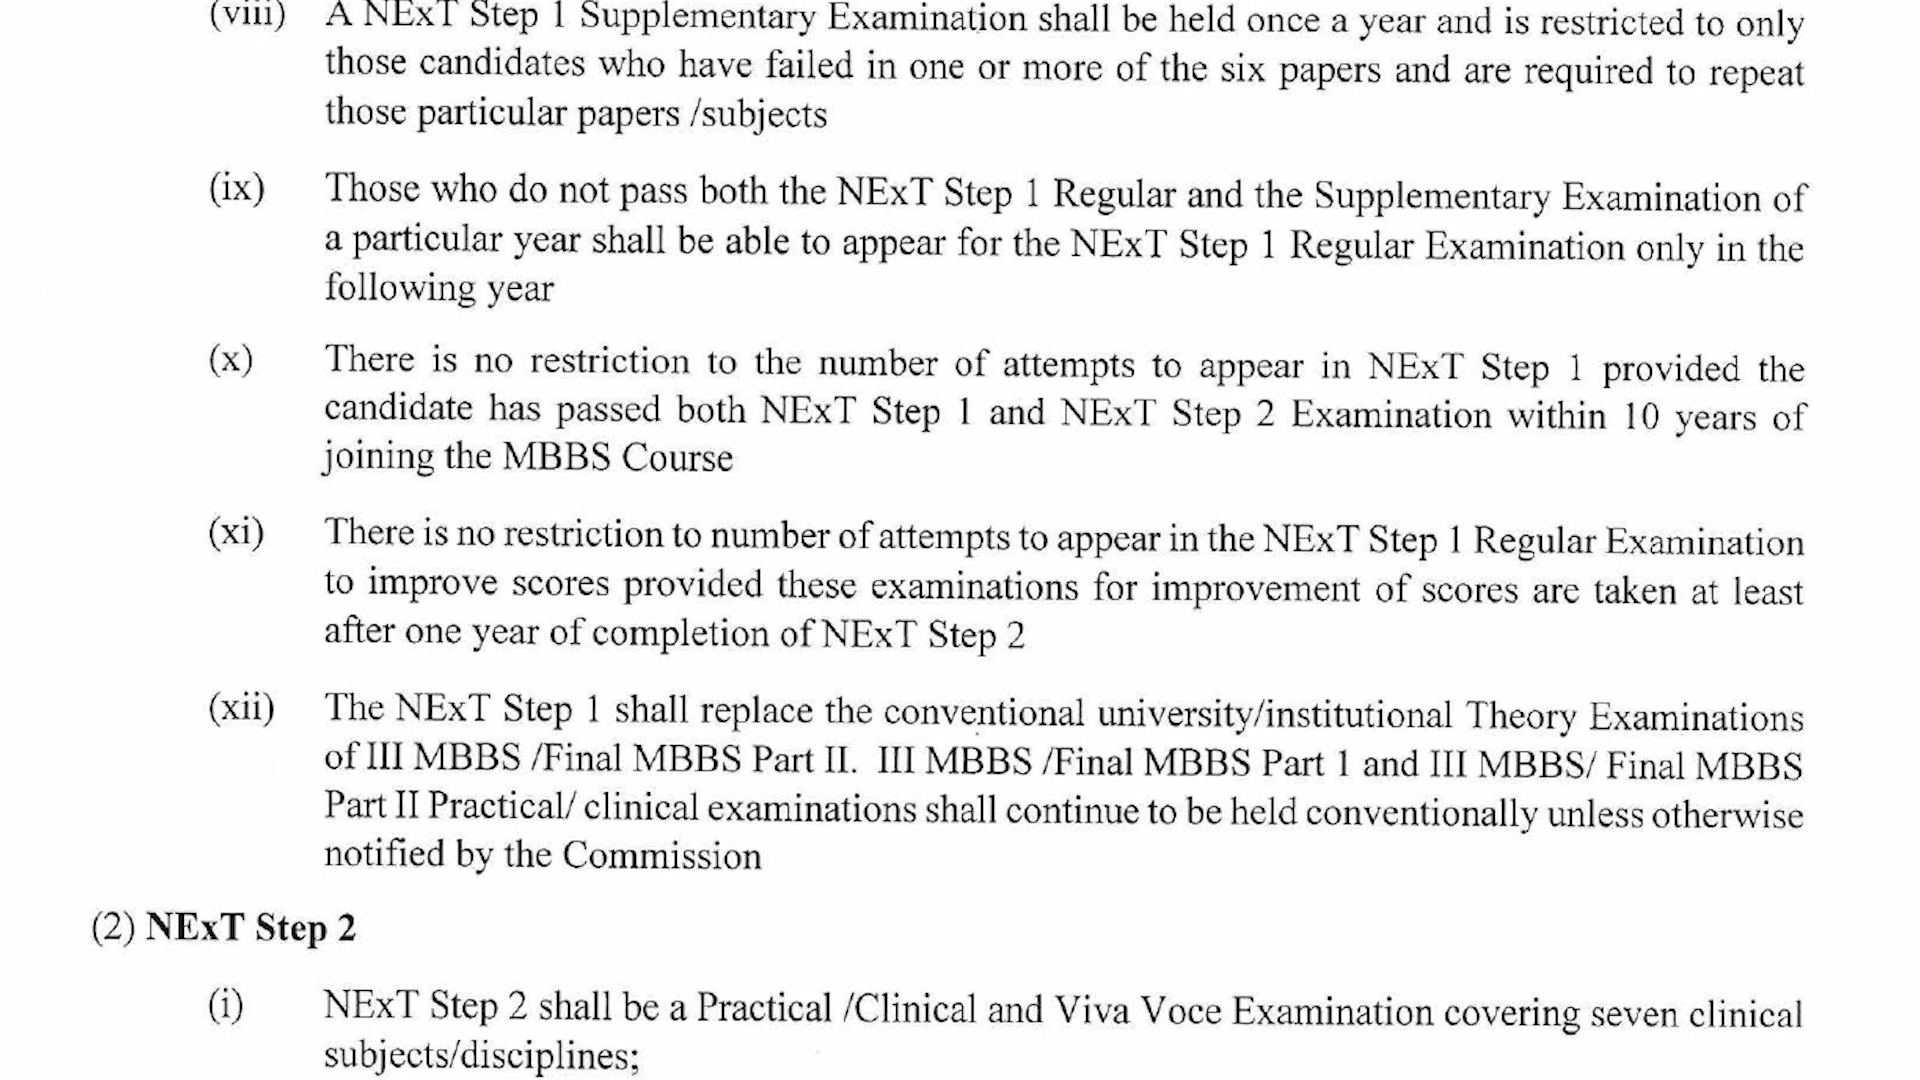 (viii) A NExT Step 1 Supplementary Examination shall be held once a year and is restricted to only
those candidates who have failed in one or more of the six papers and are required to repeat
those particular papers /subjects
(ix) Those who do not pass both the NExT Step 1 Regular and the Supplementary Examination of
a particular year shall be able to appear for the NExT Step 1 Regular Examination only in the
following year
(x) There is no restriction to the number of attempts to appear in NExT Step 1 provided the
candidate has passed both NExT Step 1 and NExT Step 2 Examination within 10 years of
joining the MBBS Course
(xi) There is no restriction to number of attempts to appear in the NExT Step 1 Regular Examination
to improve scores provided these examinations for improvement of scores are taken at least
after one year of completion of NExT Step 2
(xii) The NExT Step 1 shall replace the conventional university/institutional Theory Examinations
of III MBBS /Final MBBS Part II. III MBBS /Final MBBS Part 1 and III MBBS/ Final MBBS
Part II Practical/ clinical examinations shall continue to be held conventionally unless otherwise
notified by the Commission
(2) NExT Step 2
(i) NExT Step 2 shall be a Practical /Clinical and Viva Voce Examination covering seven clinical
subjects/disciplines;